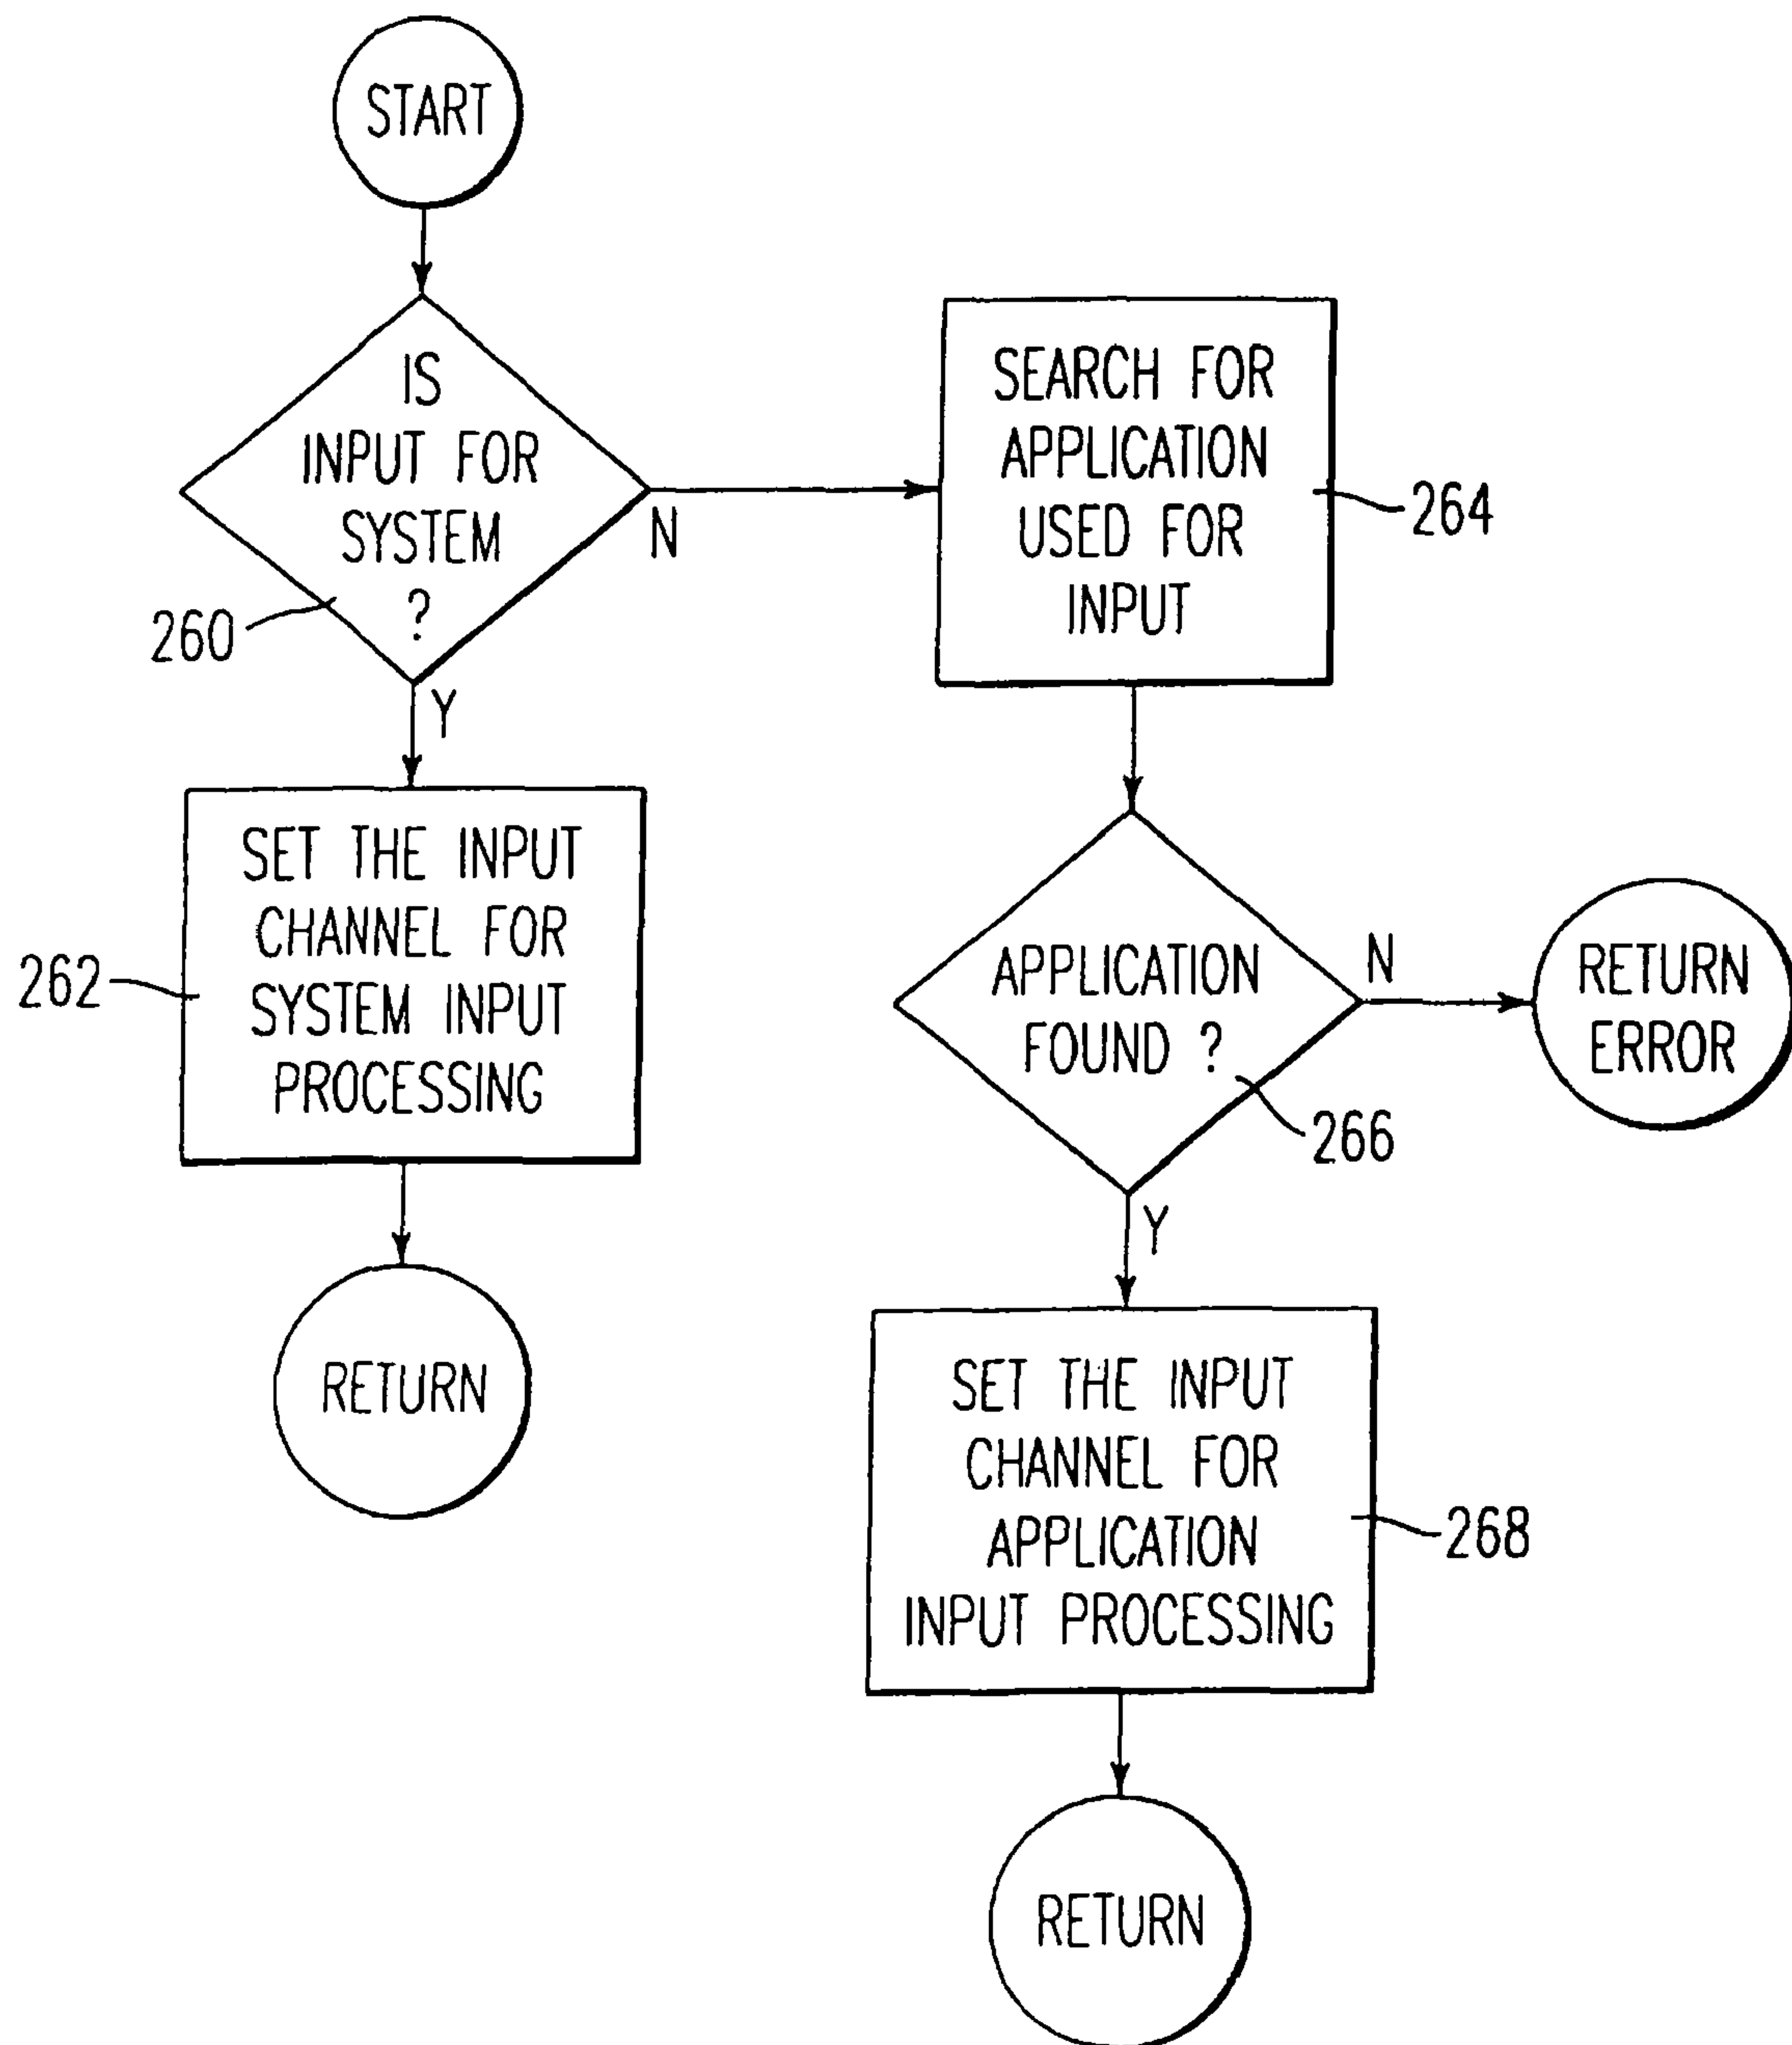 START
IS
INPUT FOR
SYSTEM
?
260
N
Y
SET THE INPUT
CHANNEL FOR
SYSTEM INPUT
PROCESSING
262
RETURN
SEARCH FOR
APPLICATION
USED FOR
INPUT
264
APPLICATION
FOUND ?
266
N
RETURN
ERROR
Y
SET THE INPUT
CHANNEL FOR
APPLICATION
INPUT PROCESSING
268
RETURN